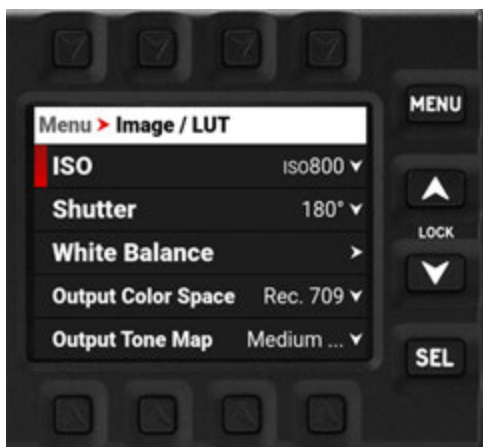 Menu > Image / LUT
ISO ISO800
Shutter 180°
White Balance >
Output Color Space Rec. 709
Output Tone Map Medium ...
MENU
LOCK
SEL